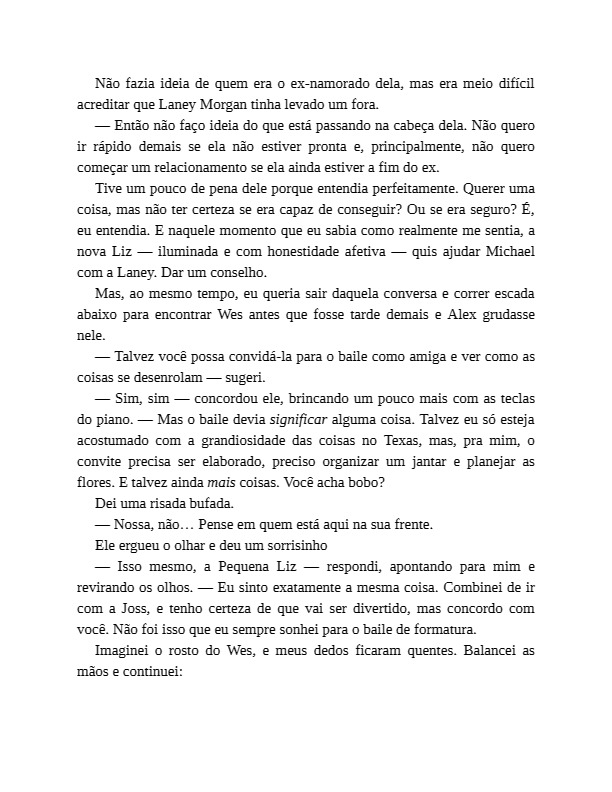 Não fazia ideia de quem era o ex-namorado dela, mas era meio difícil
acreditar que Laney Morgan tinha levado um fora.
— Então não faço ideia do que está passando na cabeça dela. Não quero
ir rápido demais se ela não estiver pronta e, principalmente, não quero
começar um relacionamento se ela ainda estiver a fim do ex.
Tive um pouco de pena dele porque entendia perfeitamente. Querer uma
coisa, mas não ter certeza se era capaz de conseguir? Ou se era seguro? É,
eu entendia. E naquele momento que eu sabia como realmente me sentia, a
nova Liz — iluminada e com honestidade afetiva — quis ajudar Michael
com a Laney. Dar um conselho.
Mas, ao mesmo tempo, eu queria sair daquela conversa e correr escada
abaixo para encontrar Wes antes que fosse tarde demais e Alex grudasse
nele.
— Talvez você possa convidá-la para o baile como amiga e ver como as
coisas se desenrolam — sugeri.
— Sim, sim — concordou ele, brincando um pouco mais com as teclas
do piano. — Mas o baile devia significar alguma coisa. Talvez eu só esteja
acostumado com a grandiosidade das coisas no Texas, mas, pra mim, o
convite precisa ser elaborado, preciso organizar um jantar e planejar as
flores. E talvez ainda mais coisas. Você acha bobo?
Dei uma risada bufada.
— Nossa, não… Pense em quem está aqui na sua frente.
Ele ergueu o olhar e deu um sorrisinho
— Isso mesmo, a Pequena Liz — respondi, apontando para mim e
revirando os olhos. — Eu sinto exatamente a mesma coisa. Combinei de ir
com a Joss, e tenho certeza de que vai ser divertido, mas concordo com
você. Não foi isso que eu sempre sonhei para o baile de formatura.
Imaginei o rosto do Wes, e meus dedos ficaram quentes. Balancei as
mãos e continuei: